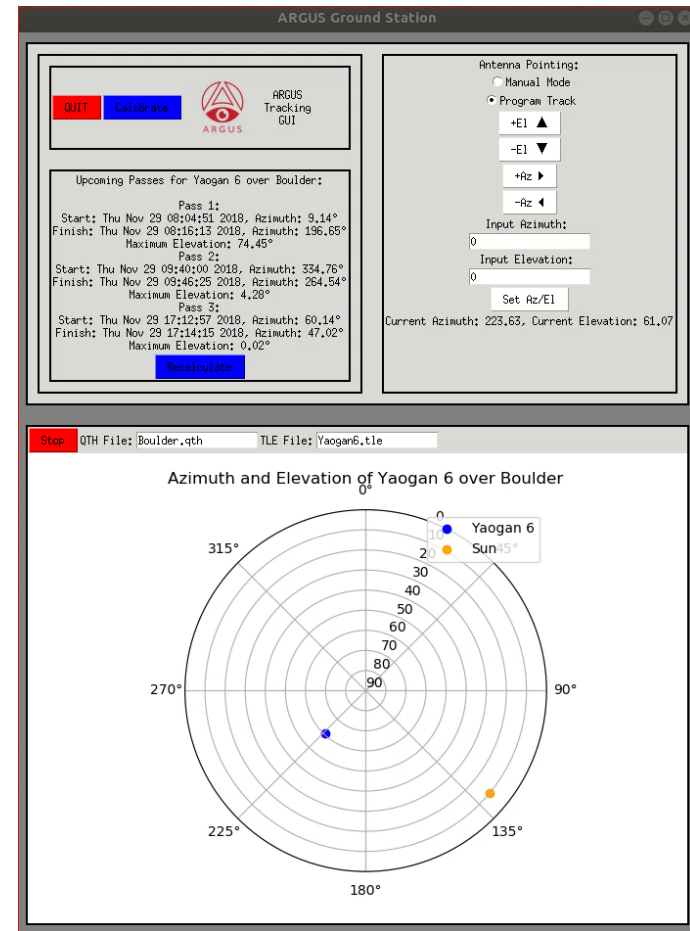 ARGUS Ground Station
QUIT
Calibrate
ARGUS
ARGUS
Tracking
GUI
Upcoming Passes for Yaogan 6 over Boulder:
Pass 1:
Start: Thu Nov 29 08:04:51 2018, Azimuth: 9.14°
Finish: Thu Nov 29 08:16:13 2018, Azimuth: 196.65°
Maximum Elevation: 74.45°
Pass 2:
Start: Thu Nov 29 09:40:00 2018, Azimuth: 334.76°
Finish: Thu Nov 29 09:46:25 2018, Azimuth: 264.54°
Maximum Elevation: 4.28°
Pass 3:
Start: Thu Nov 29 17:12:57 2018, Azimuth: 60.14°
Finish: Thu Nov 29 17:14:15 2018, Azimuth: 47.02°
Maximum Elevation: 0.02°
Recalculate
Antenna Pointing:
Manual Mode
Program Track
+El ▲
-El ▼
+Az ▶
-Az ◀
Input Azimuth:
0
Input Elevation:
0
Set Az/El
Current Azimuth: 223.63, Current Elevation: 61.07
Stop QTH File: Boulder.qth TLE File: Yaogan6.tle
Azimuth and Elevation of Yaogan 6 over Boulder
0°
0
Yaogan 6
10
Sun
45°
315°
20
30
40
50
60
70
80
90
270°
90°
225°
135°
180°